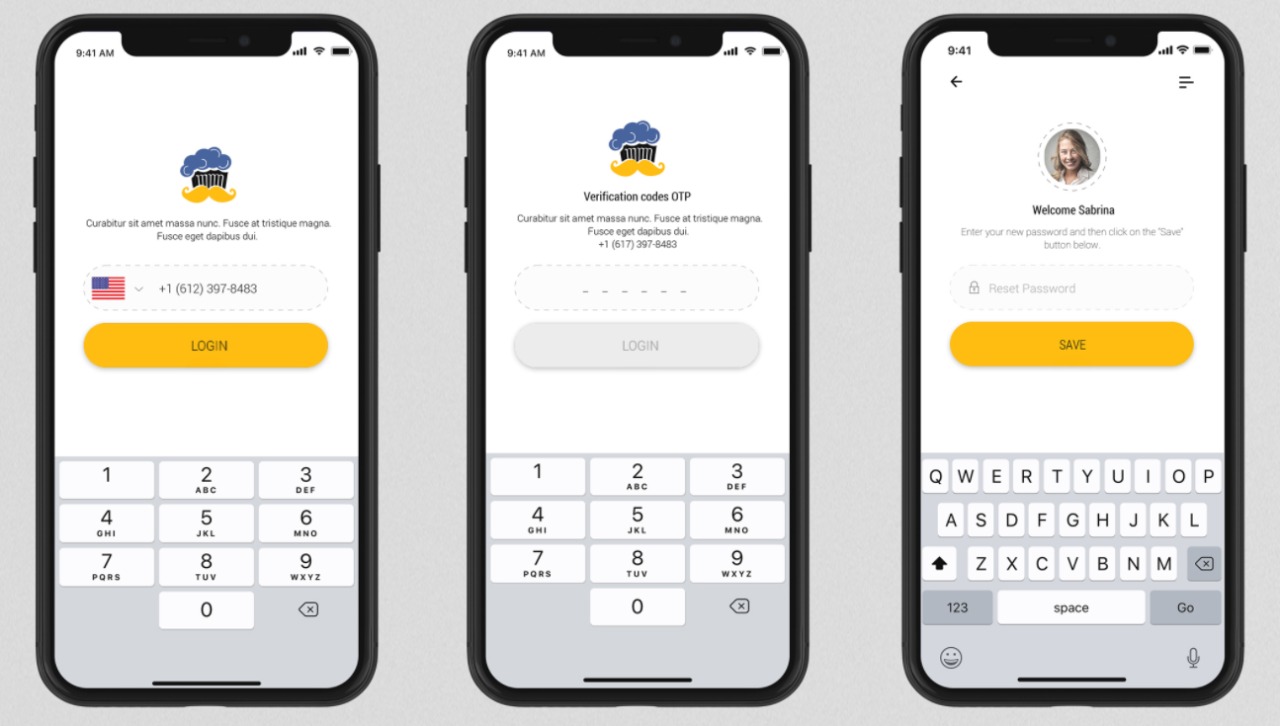 9:41 AM
Curabitur sit amet massa nunc. Fusce at tristique magna.
Fusce eget dapibus dui.
+1 (612) 397-8483
LOGIN
1
2
ABC
3
DEF
4
GHI
5
JKL
6
MNO
7
PQRS
8
TUV
9
WXYZ
0
9:41 AM
Verification codes OTP
Curabitur sit amet massa nunc. Fusce at tristique magna.
Fusce eget dapibus dui.
+1 (617) 397-8483
_ _ _ _ _ _
LOGIN
1
2
ABC
3
DEF
4
GHI
5
JKL
6
MNO
7
PQRS
8
TUV
9
WXYZ
0
9:41
Welcome Sabrina
Enter your new password and then click on the "Save"
button below.
Reset Password
SAVE
Q W E R T Y U I O P
A S D F G H J K L
Z X C V B N M
123 space Go